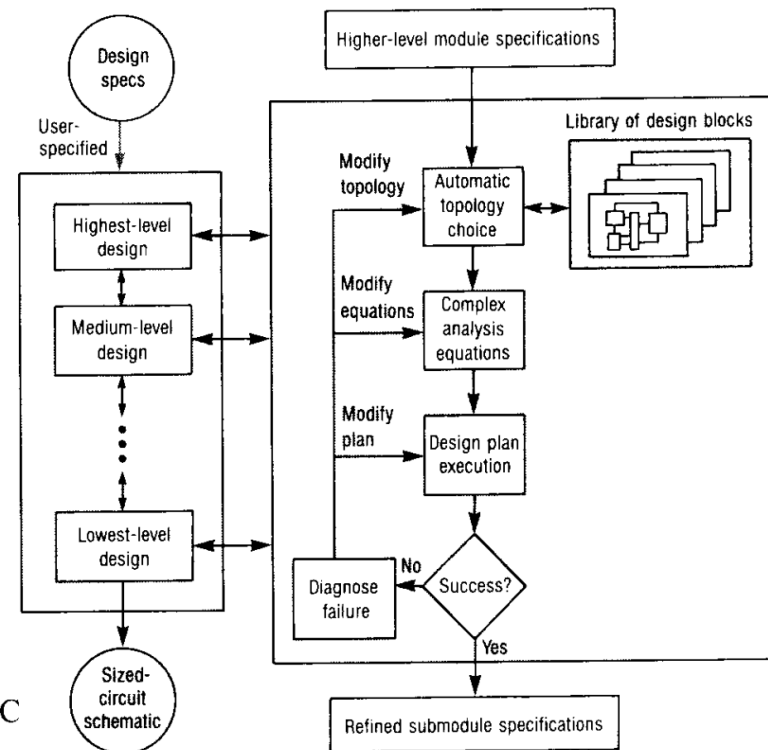 Design
specs
User-
specified
Highest-level
design
Medium-level
design
Lowest-level
design
Sized-
circuit
schematic
C
Higher-level module specifications
Library of design blocks
Modify
topology
Automatic
topology
choice
Modify
equations
Complex
analysis
equations
Modify
plan
Design plan
execution
Success?
No
Diagnose
failure
Yes
Refined submodule specifications